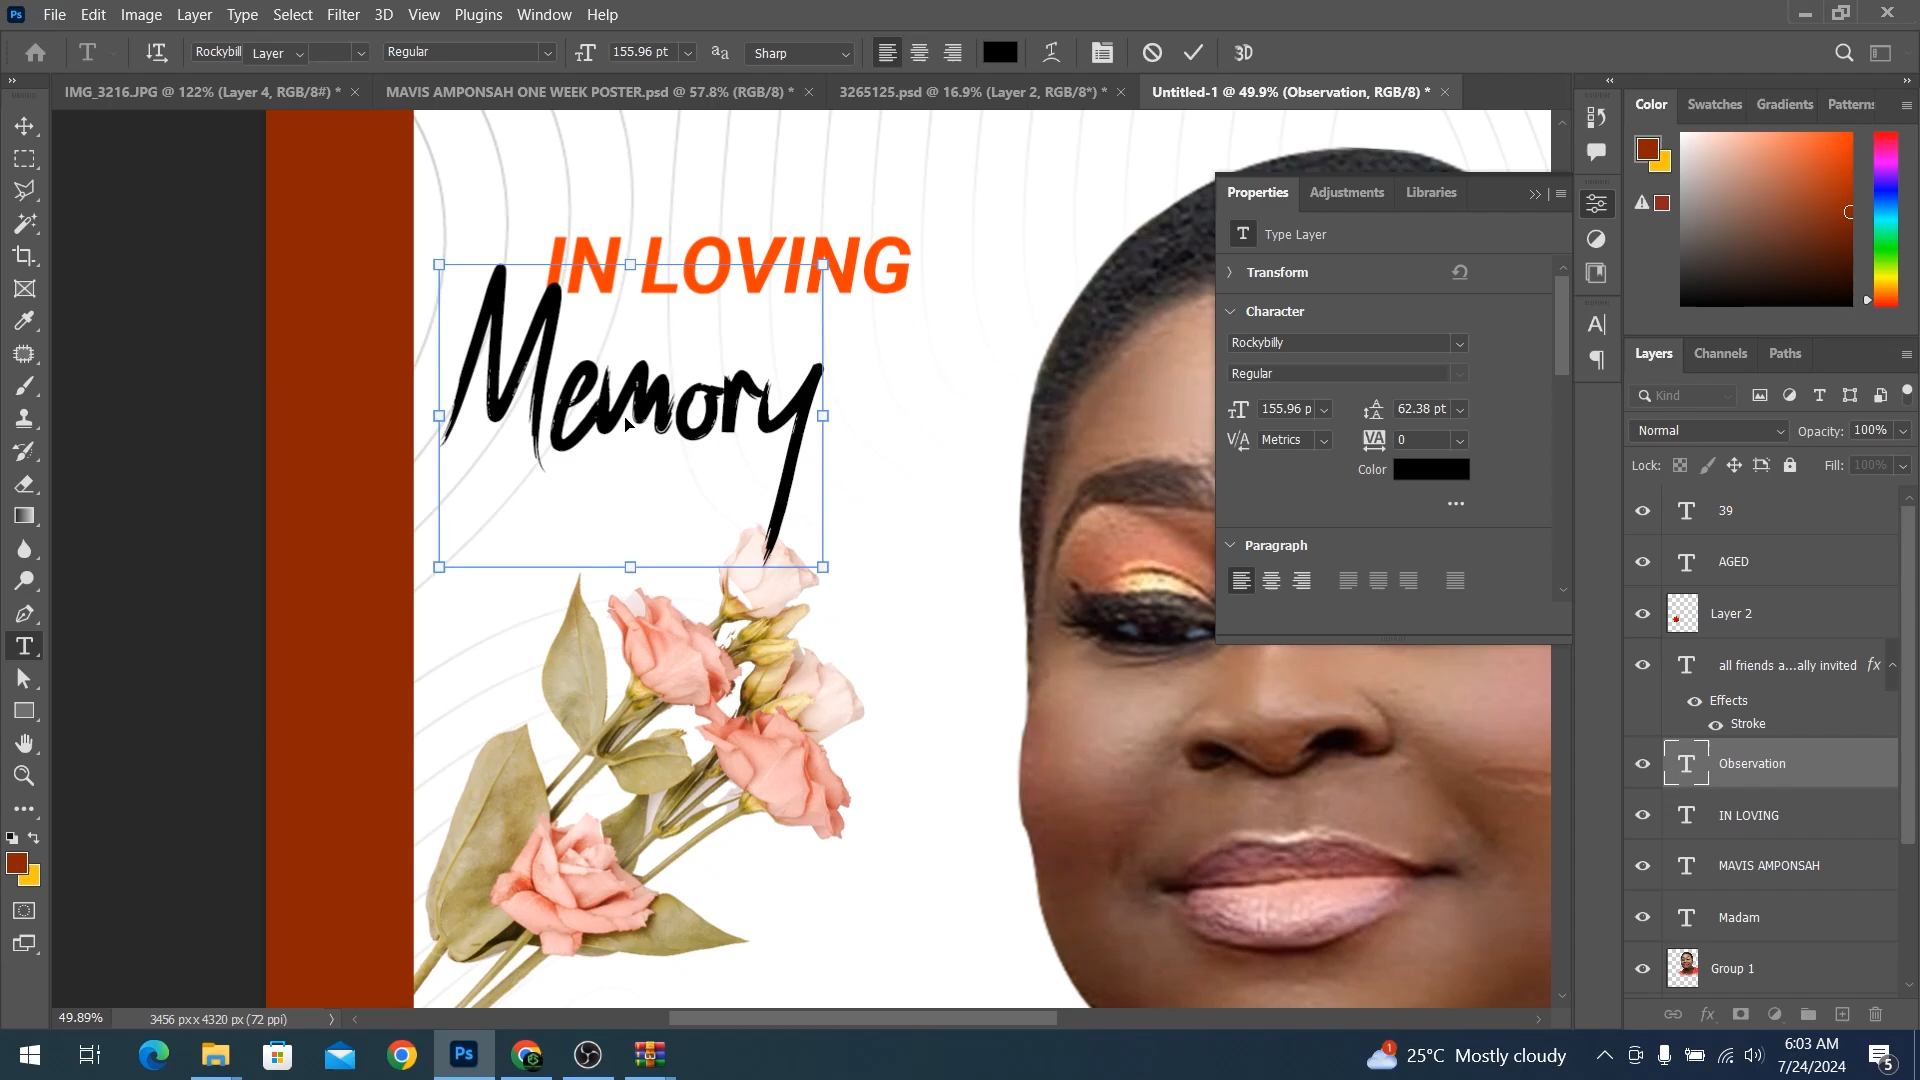 File Edit Image Layer Type Select Filter 3D View Plugins Window Help
Rockybill Layer Regular 155.96 pt aa Sharp 3D
IMG_3216.JPG @ 122% (Layer 4, RGB/8#) * MAVIS AMPONSAH ONE WEEK POSTER.psd @ 57.8% (RGB/8) * 3265125.psd @ 16.9% (Layer 2, RGB/8*) * Untitled-1 @ 49.9% (Observation, RGB/8) *
Color Swatches Gradients Patterns
IN LOVING
Memory
Properties Adjustments Libraries
Type Layer
Transform
Character
Rockybilly
Regular
155.96 p 62.38 pt
Metrics 0
Color
Paragraph
Layers Channels Paths
Kind
Normal Opacity: 100%
Lock: Fill: 100%
39
AGED
Layer 2
all friends a...ally invited fx
Effects
Stroke
Observation
IN LOVING
MAVIS AMPONSAH
Madam
Group 1
49.89% 3456 px x 4320 px (72 ppi)
25°C Mostly cloudy
6:03 AM
7/24/2024
1
5